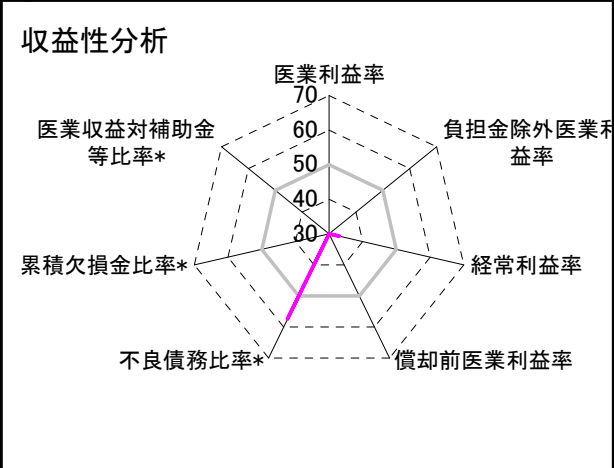 収益性分析
医業利益率
70
60
50
40
30
負担金除外医業利
益率
経常利益率
償却前医業利益率
不良債務比率*
累積欠損金比率*
医業収益対補助金
等比率*